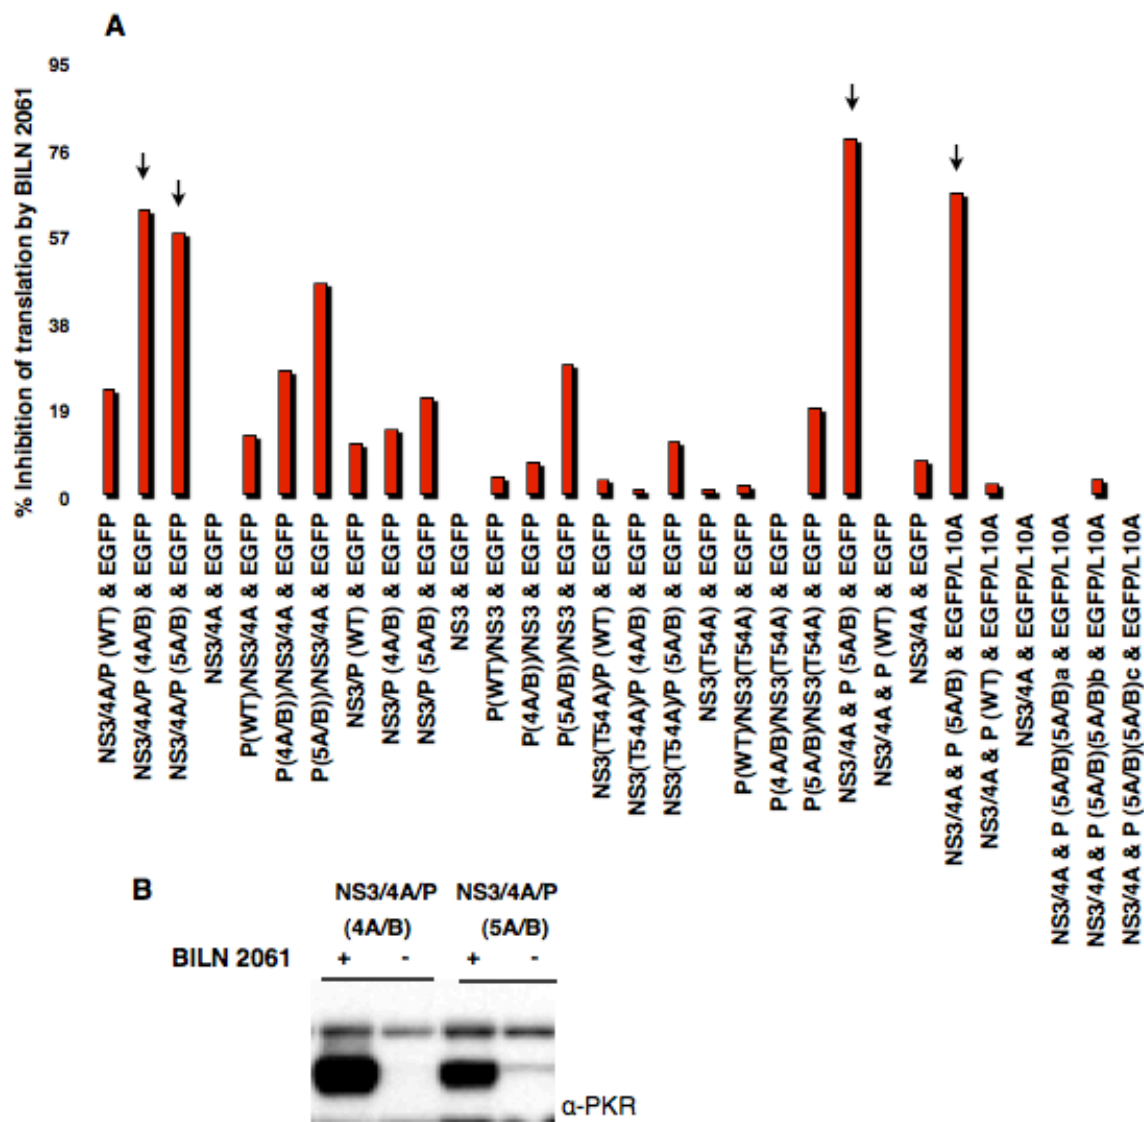 A
% Inhibition of translation by BILN 2061
95
76
57
38
19
0
NS3/4A/P (WT) & EGFP
NS3/4A/P (4A/B) & EGFP
NS3/4A/P (5A/B) & EGFP
NS3/4A & EGFP
P(WT)/NS3/4A & EGFP
P(4A/B))/NS3/4A & EGFP
P(5A/B))/NS3/4A & EGFP
NS3/P (WT) & EGFP
NS3/P (4A/B) & EGFP
NS3/P (5A/B) & EGFP
NS3 & EGFP
P(WT)/NS3 & EGFP
P(4A/B))/NS3 & EGFP
P(5A/B))/NS3 & EGFP
NS3(T54A)/P (WT) & EGFP
NS3(T54A)/P (4A/B) & EGFP
NS3(T54A)/P (5A/B) & EGFP
NS3(T54A) & EGFP
P(WT)/NS3(T54A) & EGFP
P(4A/B)/NS3(T54A) & EGFP
P(5A/B)/NS3(T54A) & EGFP
NS3/4A & P (5A/B) & EGFP
NS3/4A & P (WT) & EGFP
NS3/4A & EGFP
NS3/4A & P (5A/B) & EGFP/L10A
NS3/4A & P (WT) & EGFP/L10A
NS3/4A & EGFP/L10A
NS3/4A & P (5A/B)(5A/B)a & EGFP/L10A
NS3/4A & P (5A/B)(5A/B)b & EGFP/L10A
NS3/4A & P (5A/B)(5A/B)c & EGFP/L10A
B
NS3/4A/P NS3/4A/P
(4A/B) (5A/B)
BILN 2061 + - + -
α-PKR